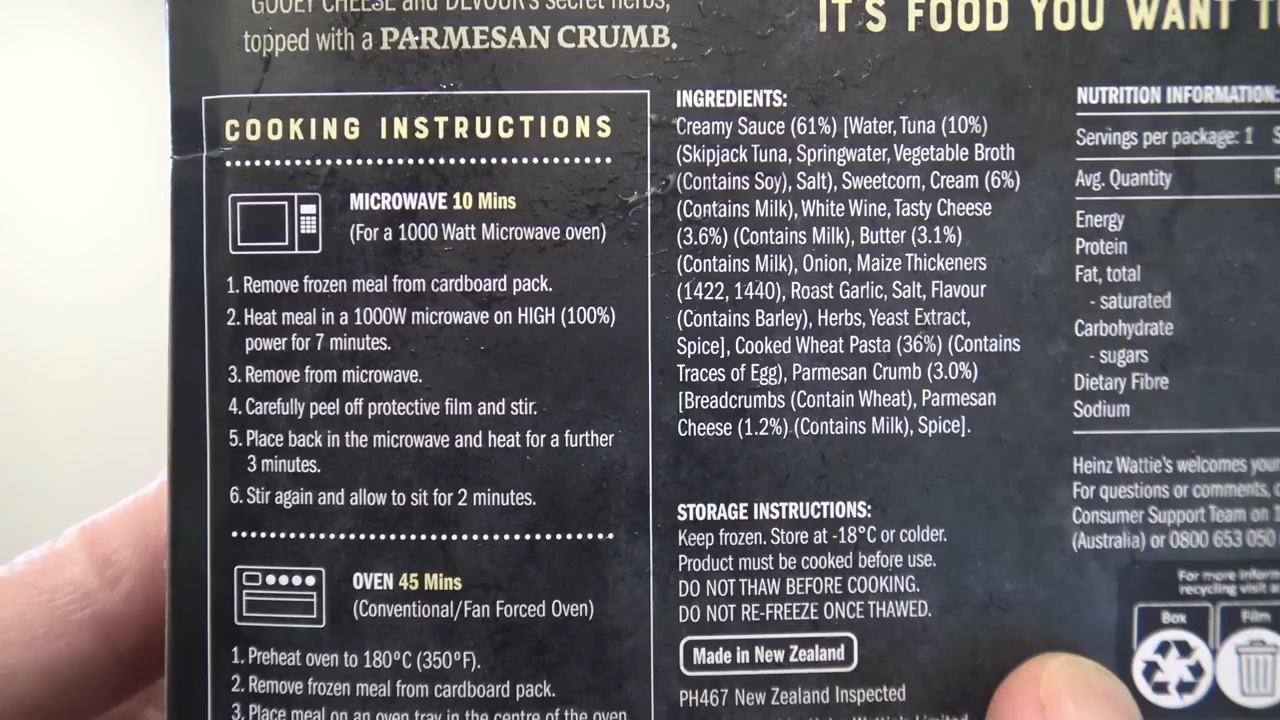 GOOEY CHEESE and DEVOUR's secret herbs,
topped with a PARMESAN CRUMB.
IT'S FOOD YOU WANT
COOKING INSTRUCTIONS
MICROWAVE 10 Mins
(For a 1000 Watt Microwave oven)
1. Remove frozen meal from cardboard pack.
2. Heat meal in a 1000W microwave on HIGH (100%)
power for 7 minutes.
3. Remove from microwave.
4. Carefully peel off protective film and stir.
5. Place back in the microwave and heat for a further
3 minutes.
6. Stir again and allow to sit for 2 minutes.
OVEN 45 Mins
(Conventional/Fan Forced Oven)
1. Preheat oven to 180°C (350°F).
2. Remove frozen meal from cardboard pack.
3. Place meal on an oven tray in the centre of the oven
INGREDIENTS:
Creamy Sauce (61%) [Water, Tuna (10%)
(Skipjack Tuna, Springwater, Vegetable Broth
(Contains Soy), Salt), Sweetcorn, Cream (6%)
(Contains Milk), White Wine, Tasty Cheese
(3.6%) (Contains Milk), Butter (3.1%)
(Contains Milk), Onion, Maize Thickeners
(1422, 1440), Roast Garlic, Salt, Flavour
(Contains Barley), Herbs, Yeast Extract,
Spice], Cooked Wheat Pasta (36%) (Contains
Traces of Egg), Parmesan Crumb (3.0%)
[Breadcrumbs (Contain Wheat), Parmesan
Cheese (1.2%) (Contains Milk), Spice].
STORAGE INSTRUCTIONS:
Keep frozen. Store at -18°C or colder.
Product must be cooked before use.
DO NOT THAW BEFORE COOKING.
DO NOT RE-FREEZE ONCE THAWED.
Made in New Zealand
PH467 New Zealand Inspected
NUTRITION INFORMATION:
Servings per package: 1
Avg. Quantity
Energy
Protein
Fat, total
- saturated
Carbohydrate
- sugars
Dietary Fibre
Sodium
Heinz Wattie's welcomes your
For questions or comments,
Consumer Support Team on
(Australia) or 0800 653 050
For more
recycling visit
Box
Film